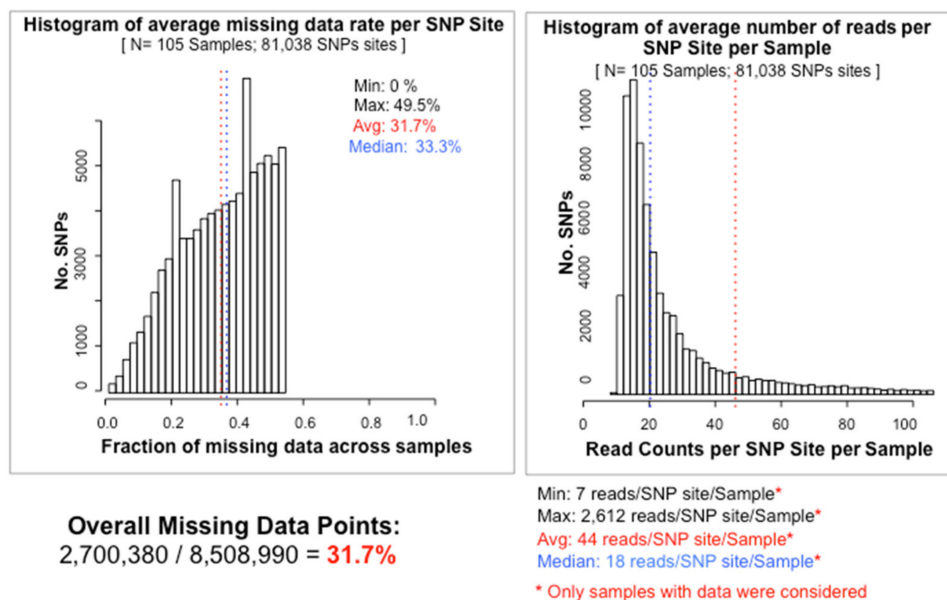 Histogram of average missing data rate per SNP Site
[ N= 105 Samples; 81,038 SNPs sites ]
Min: 0 %
Max: 49.5%
Avg: 31.7%
Median: 33.3%
No. SNPs
0
1000
3000
5000
0.0 0.2 0.4 0.6 0.8 1.0
Fraction of missing data across samples
Overall Missing Data Points:
2,700,380 / 8,508,990 = 31.7%
Histogram of average number of reads per
SNP Site per Sample
[ N= 105 Samples; 81,038 SNPs sites ]
No. SNPs
0
2000
4000
6000
8000
10000
0 20 40 60 80 100
Read Counts per SNP Site per Sample
Min: 7 reads/SNP site/Sample*
Max: 2,612 reads/SNP site/Sample*
Avg: 44 reads/SNP site/Sample*
Median: 18 reads/SNP site/Sample*
* Only samples with data were considered